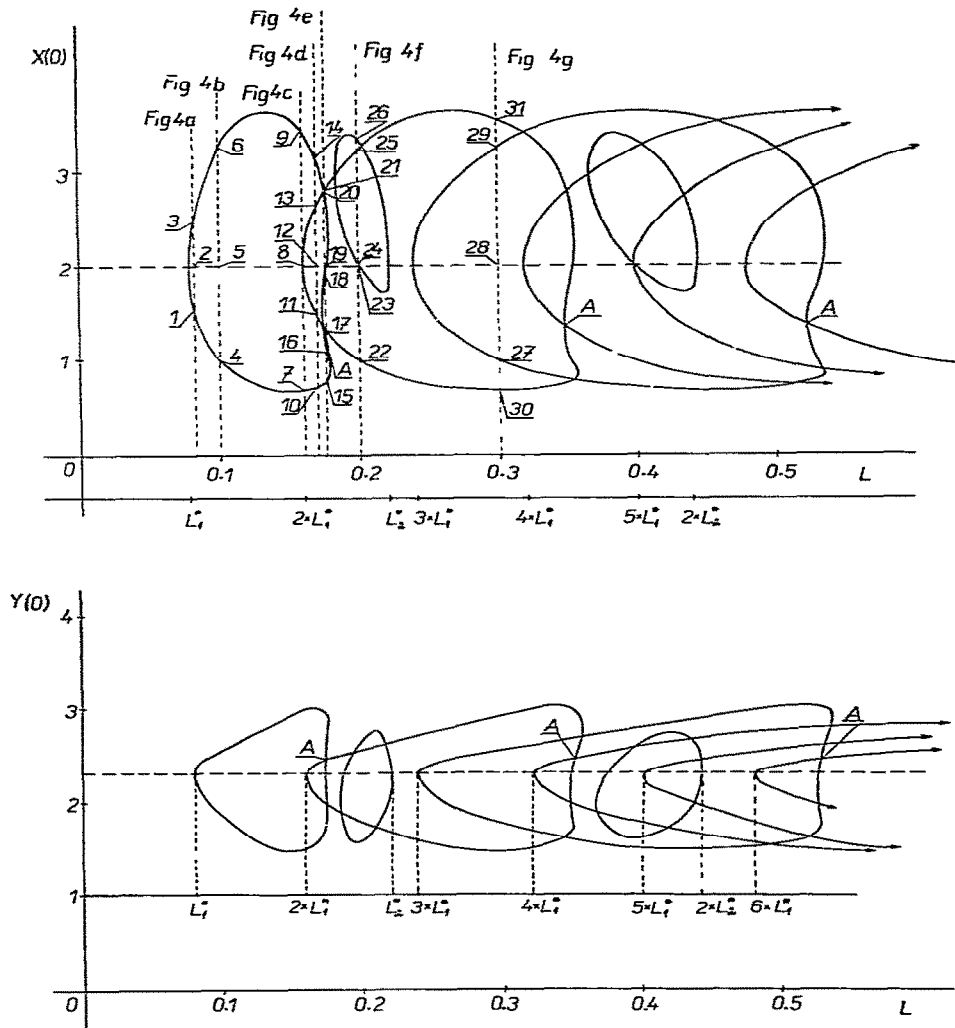 Fig 4e
Fig 4d
Fig 4f
Fig 4g
X(0)
Fig 4b
Fig4c
Fig4a
31
26
14
9
29
6
25
21
3
20
13
3
12
2
5
8
19
24
28
2
18
23
1
11
17
A
A
16
4
22
27
1
A
7
15
30
10
0
0.1
0.2
0.3
0.4
0.5
L
L₁*
2*L₁*
L₂*
3*L₁*
4*L₁*
5*L₁*
2*L₂*
Y(0)
4
3
A
A
A
2
1
L₁*
2*L₁*
L₂*
3*L₁*
4*L₁*
5*L₁*
2*L₂*
6*L₁*
0
0.1
0.2
0.3
0.4
0.5
L